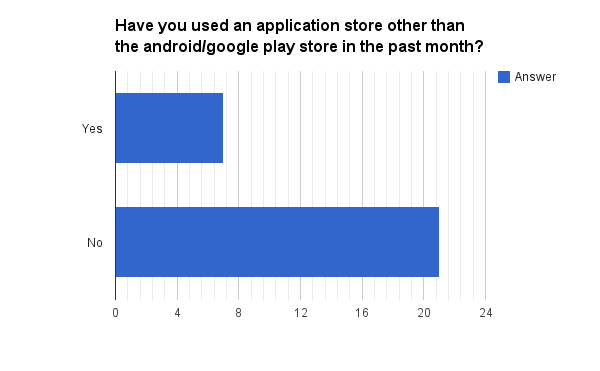 Have you used an application store other than
the android/google play store in the past month?
Answer
Yes
No
0 4 8 12 16 20 24